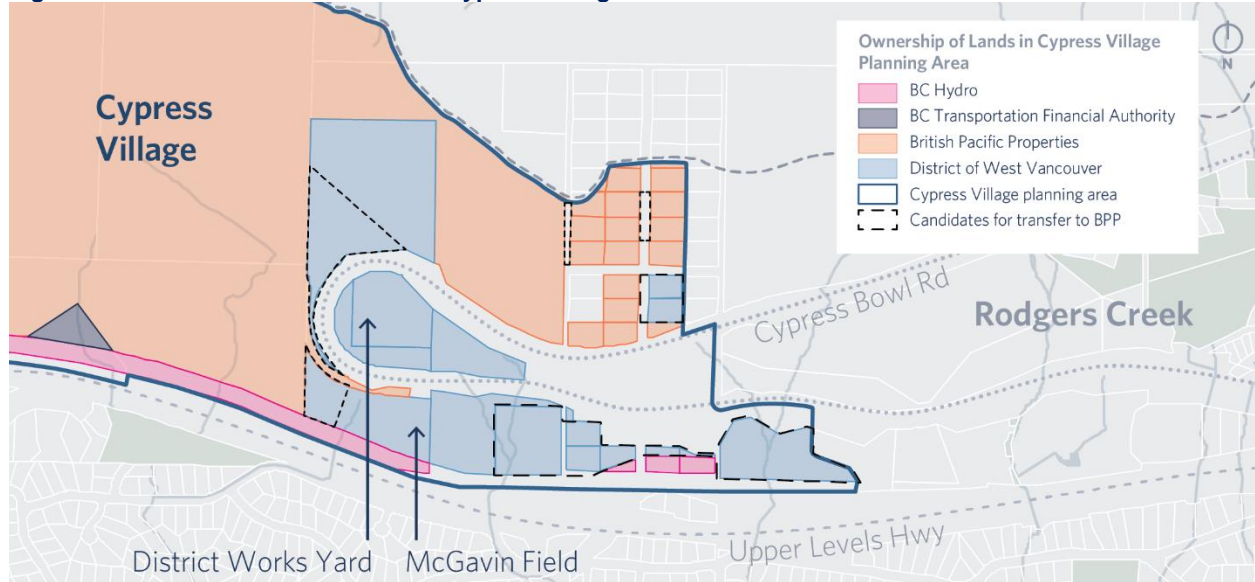 Cypress
Village
Ownership of Lands in Cypress Village
Planning Area
BC Hydro
BC Transportation Financial Authority
British Pacific Properties
District of West Vancouver
Cypress Village planning area
Candidates for transfer to BPP
N
Cypress Bowl Rd
Rodgers Creek
Upper Levels Hwy
District Works Yard
McGavin Field